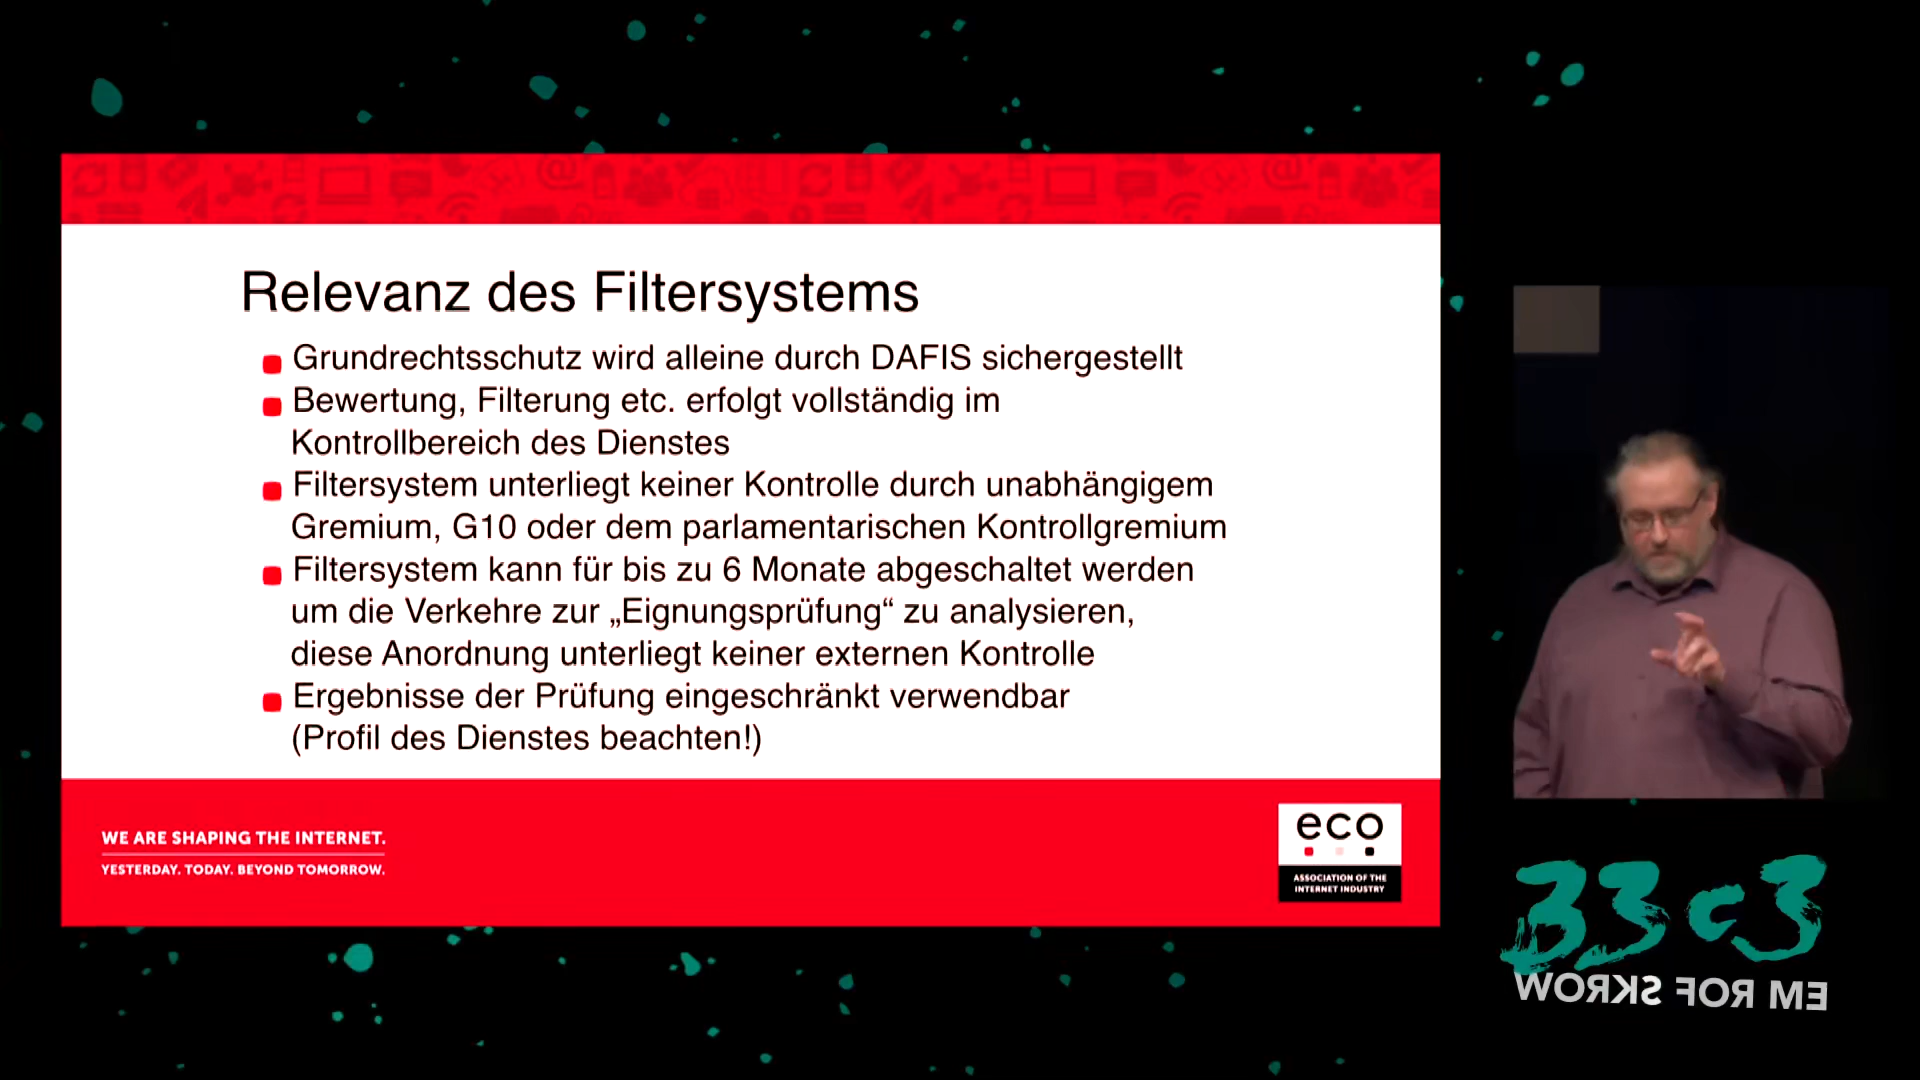 Relevanz des Filtersystems
Grundrechtsschutz wird alleine durch DAFIS sichergestellt
Bewertung, Filterung etc. erfolgt vollständig im
Kontrollbereich des Dienstes
Filtersystem unterliegt keiner Kontrolle durch unabhängigem
Gremium, G10 oder dem parlamentarischen Kontrollgremium
Filtersystem kann für bis zu 6 Monate abgeschaltet werden
um die Verkehre zur „Eignungsprüfung“ zu analysieren,
diese Anordnung unterliegt keiner externen Kontrolle
Ergebnisse der Prüfung eingeschränkt verwendbar
(Profil des Dienstes beachten!)
WE ARE SHAPING THE INTERNET.
YESTERDAY. TODAY. BEYOND TOMORROW.
eco
ASSOCIATION OF THE
INTERNET INDUSTRY
33c3
WORKS FOR ME